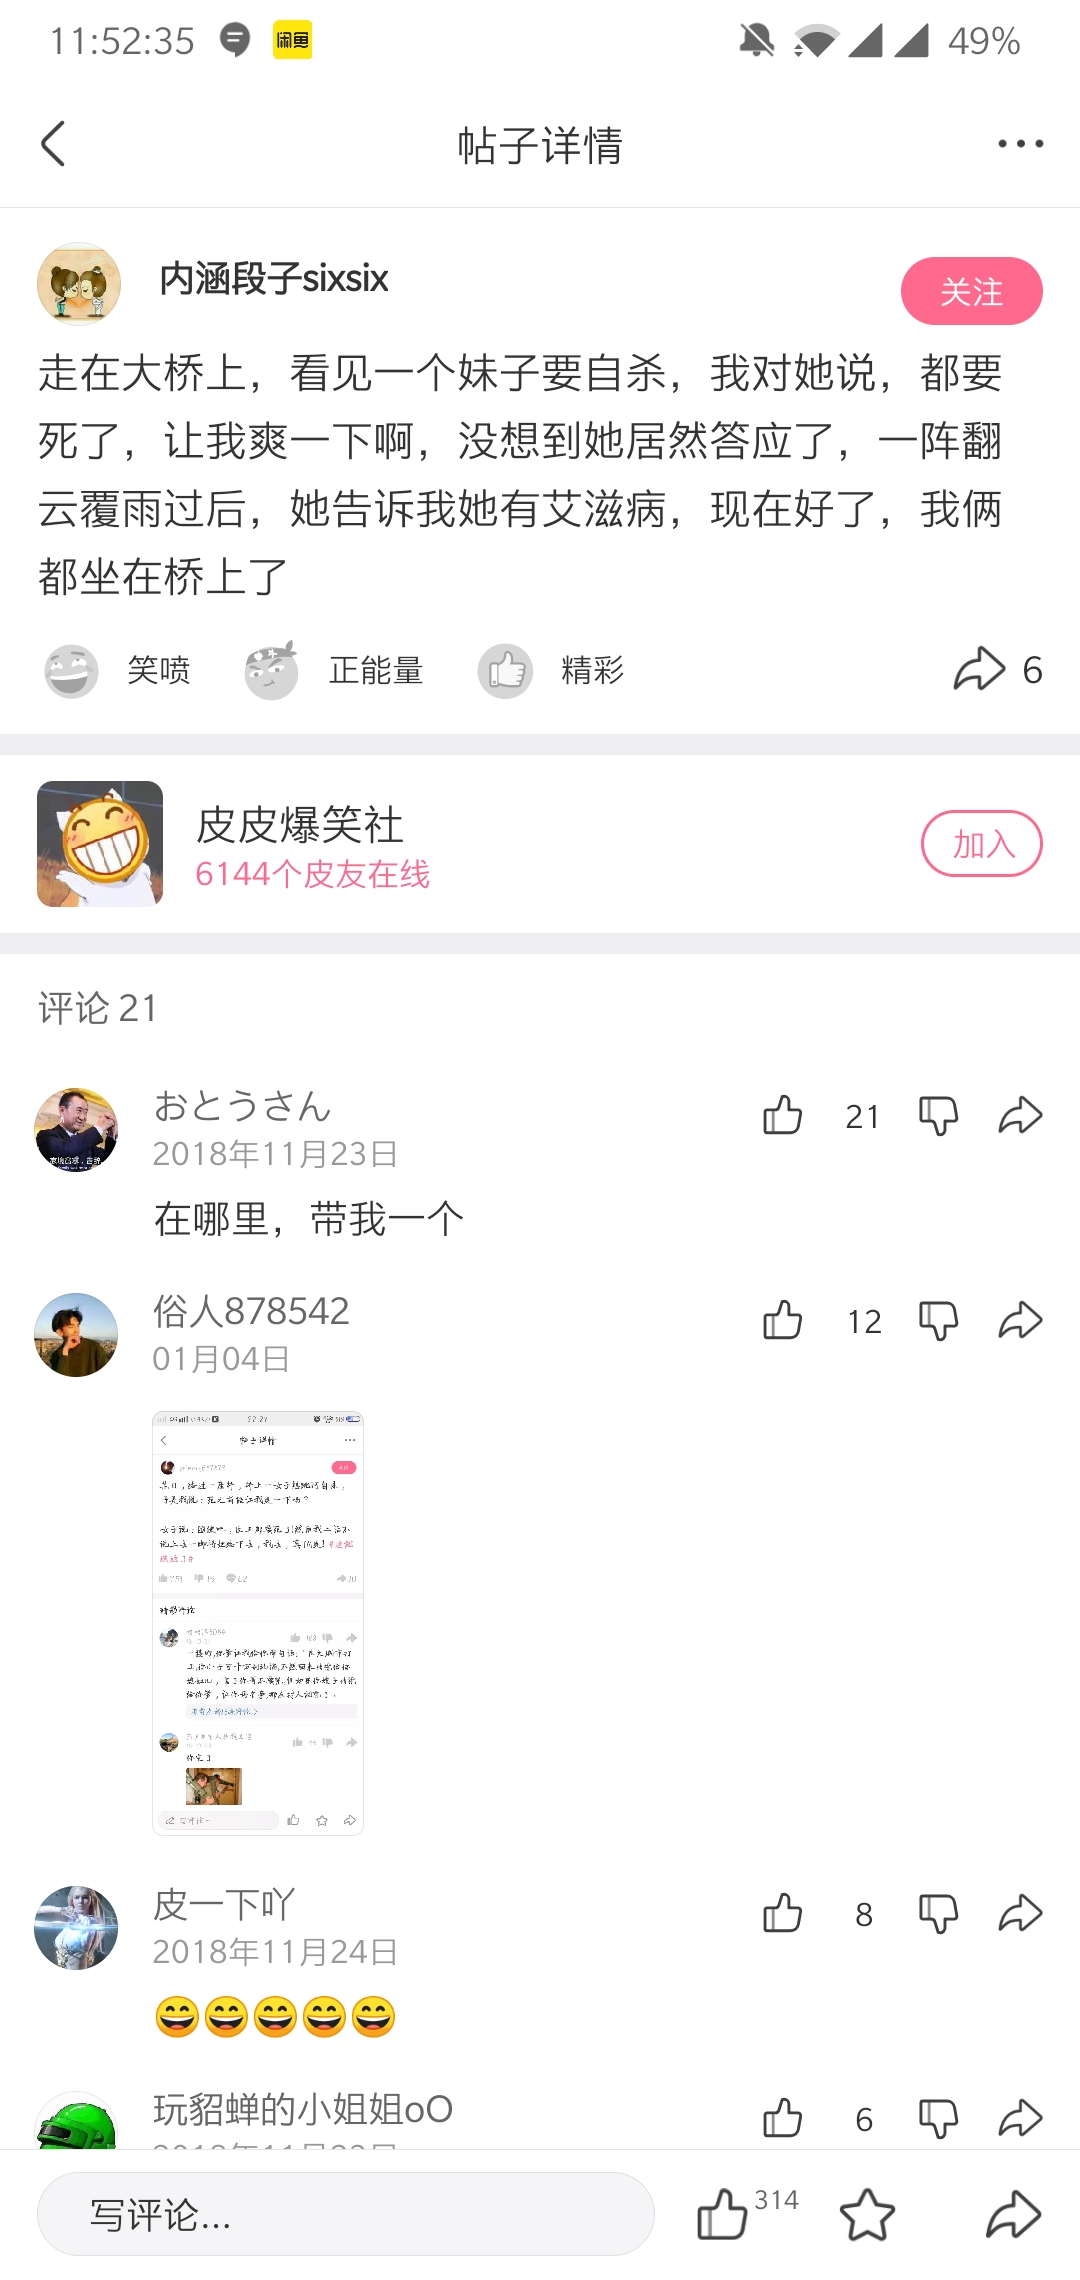 11:52:35
闲鱼
49%
帖子详情
内涵段子sixsix
关注
走在大桥上，看见一个妹子要自杀，我对她说，都要
死了，让我爽一下啊，没想到她居然答应了，一阵翻
云覆雨过后，她告诉我她有艾滋病，现在好了，我俩
都坐在桥上了
笑喷
正能量
精彩
6
皮皮爆笑社
6144个皮友在线
加入
评论 21
おとうさん
21
2018年11月23日
在哪里，带我一个
俗人878542
12
01月04日
帖子详情
皮一下吖
8
2018年11月24日
玩貂蝉的小姐姐oO
6
写评论...
314